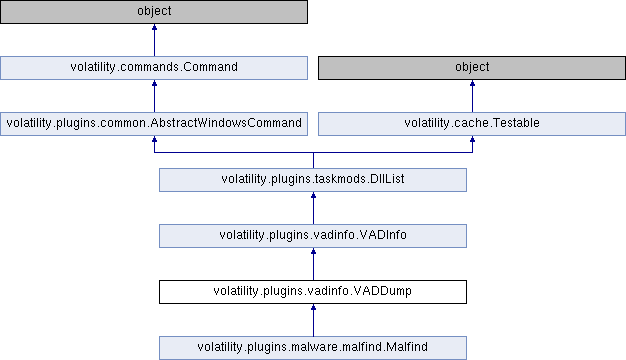 object
volatility.commands.Command
object
volatility.plugins.common.AbstractWindowsCommand
volatility.cache.Testable
volatility.plugins.taskmods.DllList
volatility.plugins.vadinfo.VADInfo
volatility.plugins.vadinfo.VADDump
volatility.plugins.malware.malfind.Malfind